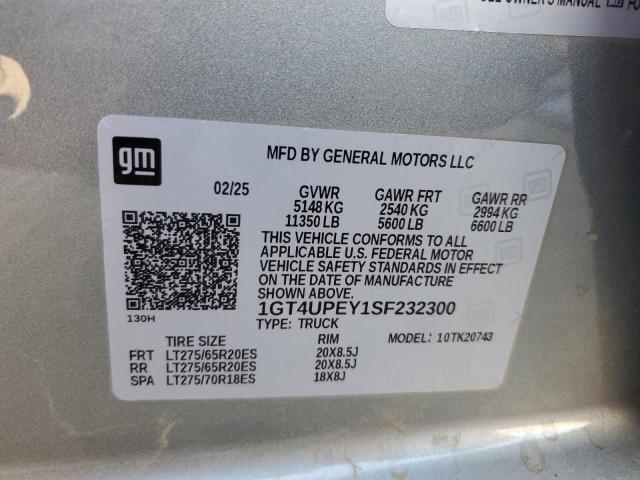 SEE OWNER'S MANUAL
gm
MFD BY GENERAL MOTORS LLC
02/25 GVWR GAWR FRT GAWR RR
5148 KG 2540 KG 2994 KG
11350 LB 5600 LB 6600 LB
THIS VEHICLE CONFORMS TO ALL
APPLICABLE U.S. FEDERAL MOTOR
VEHICLE SAFETY STANDARDS IN EFFECT
ON THE DATE OF MANUFACTURE
SHOWN ABOVE.
1GT4UPEY1SF232300
130H
TYPE: TRUCK
TIRE SIZE RIM MODEL: 10TK20743
FRT LT275/65R20ES 20X8.5J
RR LT275/65R20ES 20X8.5J
SPA LT275/70R18ES 18X8J